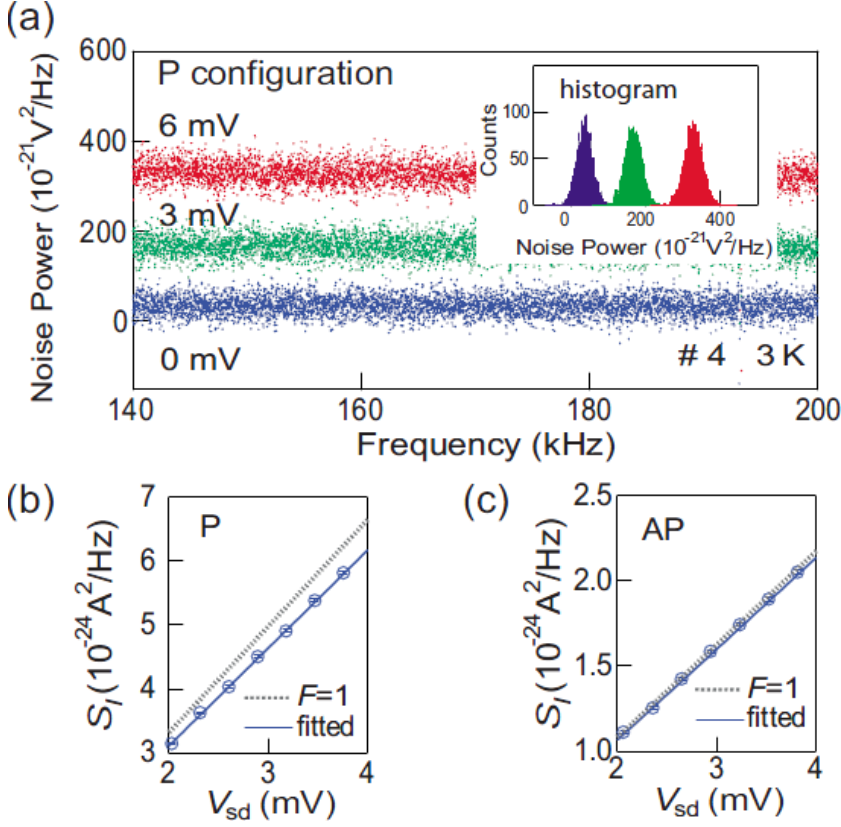 (a)
600
400
200
0
Noise Power (10⁻²¹V²/Hz)
P configuration
6 mV
3 mV
0 mV
histogram
100
50
0
Counts
0 200 400
Noise Power (10⁻²¹V²/Hz)
# 4 3 K
140 160 180 200
Frequency (kHz)
(b)
7
6
5
4
3
S_I (10⁻²⁴A²/Hz)
P
F=1
fitted
2 3 4
V_sd (mV)
(c)
2.5
2.0
1.5
1.0
S_I (10⁻²⁴A²/Hz)
AP
F=1
fitted
2 3 4
V_sd (mV)